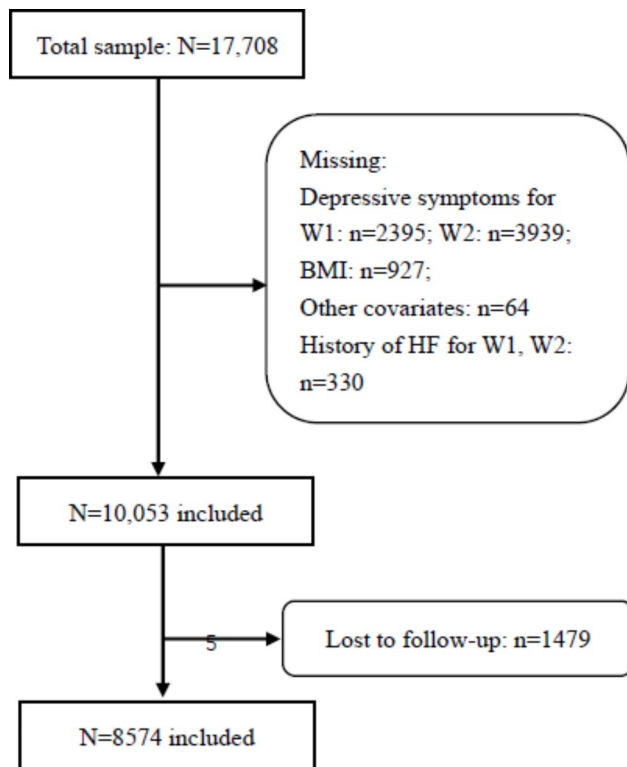 Total sample: N=17,708
Missing:
Depressive symptoms for
W1: n=2395; W2: n=3939;
BMI: n=927;
Other covariates: n=64
History of HF for W1, W2:
n=330
N=10,053 included
5
Lost to follow-up: n=1479
N=8574 included